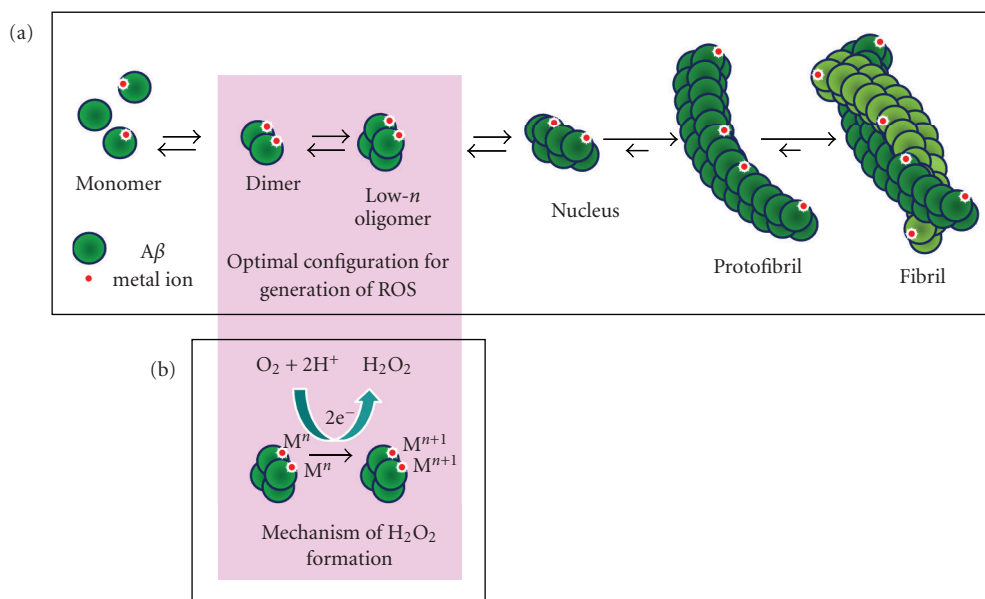 (a)
Monomer
Dimer
Low-n
oligomer
Nucleus
Protofibril
Fibril
Aβ
metal ion
Optimal configuration for
generation of ROS
(b)
O₂ + 2H⁺ H₂O₂
2e⁻
Mⁿ
Mⁿ
Mⁿ⁺¹
Mⁿ⁺¹
Mechanism of H₂O₂
formation